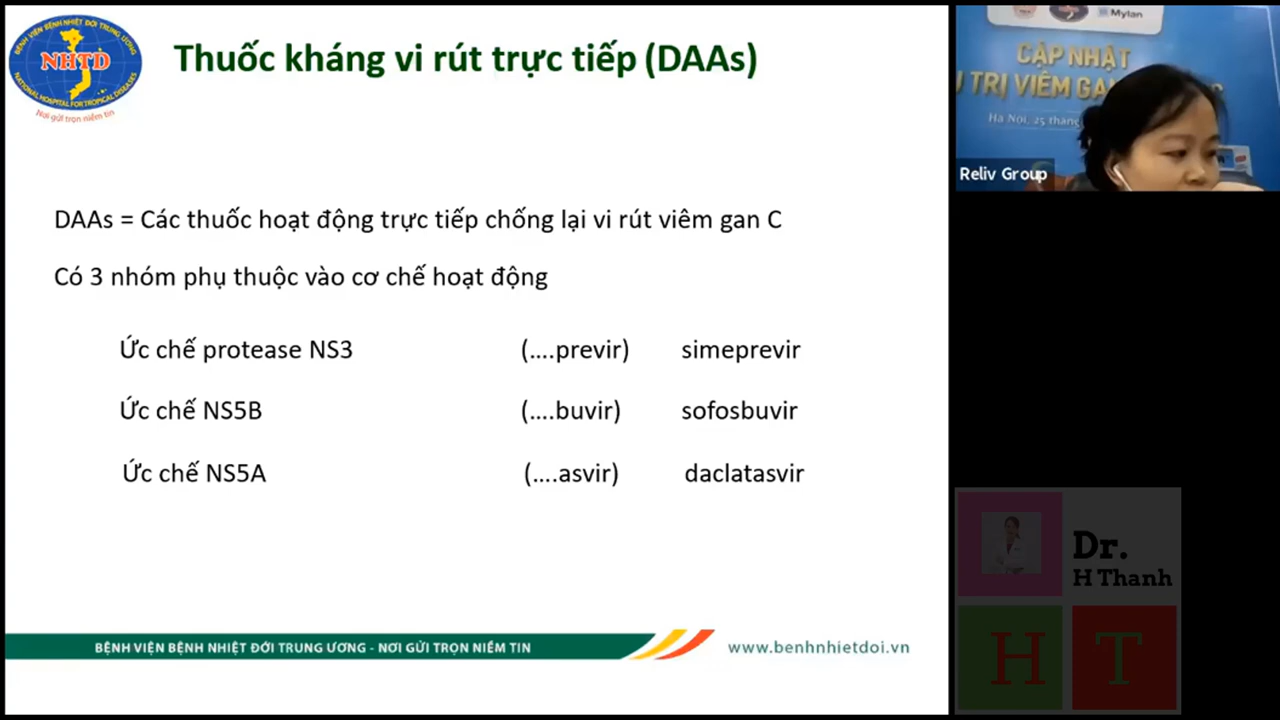 BỆNH VIỆN BỆNH NHIỆT ĐỚI TRUNG ƯƠNG
NHTD
NATIONAL HOSPITAL FOR TROPICAL DISEASES
Nơi gửi trọn niềm tin
Thuốc kháng vi rút trực tiếp (DAAs)
DAAs = Các thuốc hoạt động trực tiếp chống lại vi rút viêm gan C
Có 3 nhóm phụ thuộc vào cơ chế hoạt động
Ức chế protease NS3 (....previr) simeprevir
Ức chế NS5B (....buvir) sofosbuvir
Ức chế NS5A (....asvir) daclatasvir
BỆNH VIỆN BỆNH NHIỆT ĐỚI TRUNG ƯƠNG - NƠI GỬI TRỌN NIỀM TIN
www.benhnhietdoi.vn
Mylan
CẬP NHẬT
TRỊ VIÊM GAN
Hà Nội, 25 tháng
Reliv Group
Dr.
H Thanh
H T